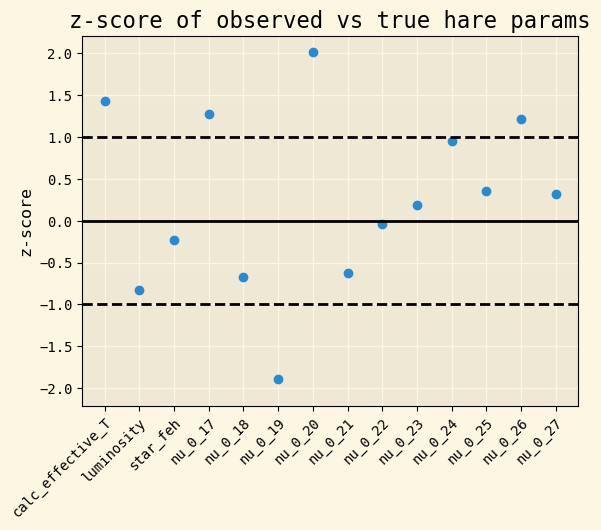 z-score of observed vs true hare params
2.0
1.5
1.0
0.5
0.0
−0.5
−1.0
−1.5
−2.0
z-score
calc_effective_T
luminosity
star_feh
nu_0_17
nu_0_18
nu_0_19
nu_0_20
nu_0_21
nu_0_22
nu_0_23
nu_0_24
nu_0_25
nu_0_26
nu_0_27